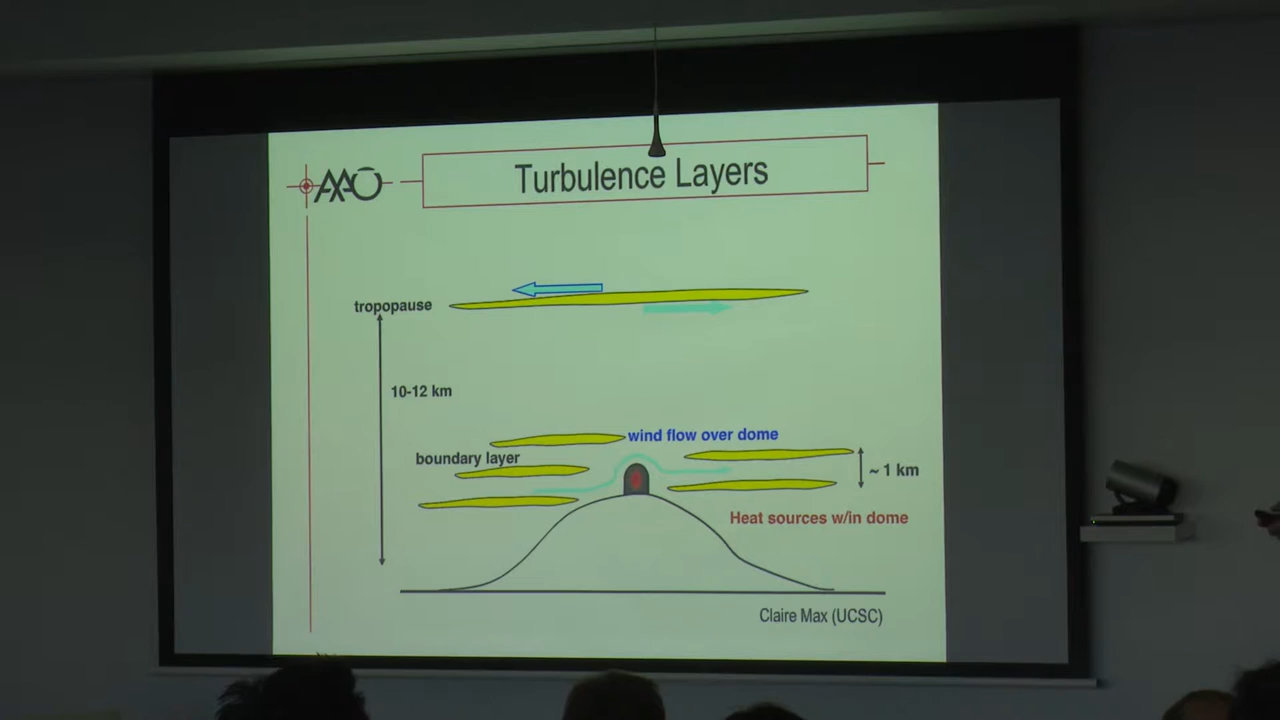 AAO
Turbulence Layers
tropopause
10-12 km
wind flow over dome
boundary layer
~ 1 km
Heat sources w/in dome
Claire Max (UCSC)